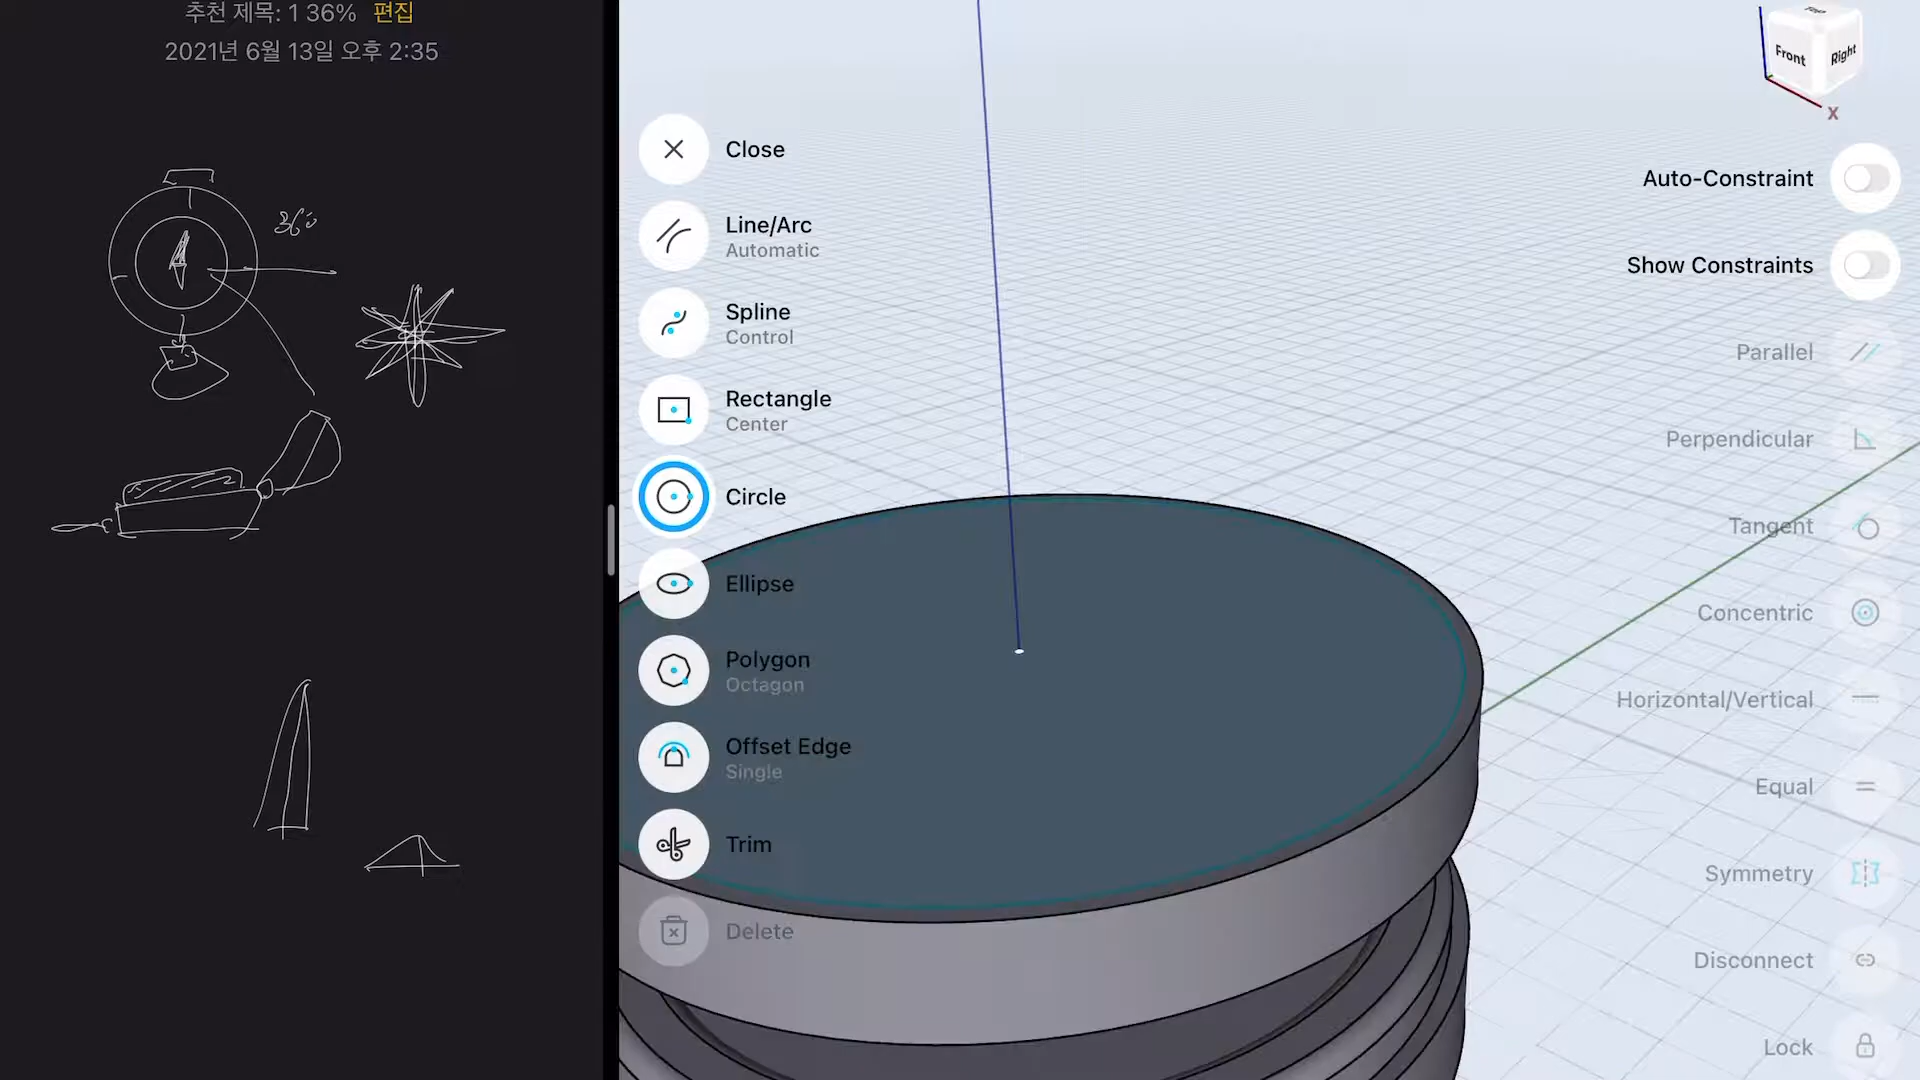 추천 제목: 1 36% 편집
2021년 6월 13일 오후 2:35
36°
Close
Line/Arc
Automatic
Spline
Control
Rectangle
Center
Circle
Ellipse
Polygon
Octagon
Offset Edge
Single
Trim
Delete
Top
Front
Right
X
Auto-Constraint
Show Constraints
Parallel
Perpendicular
Tangent
Concentric
Horizontal/Vertical
Equal
Symmetry
Disconnect
Lock